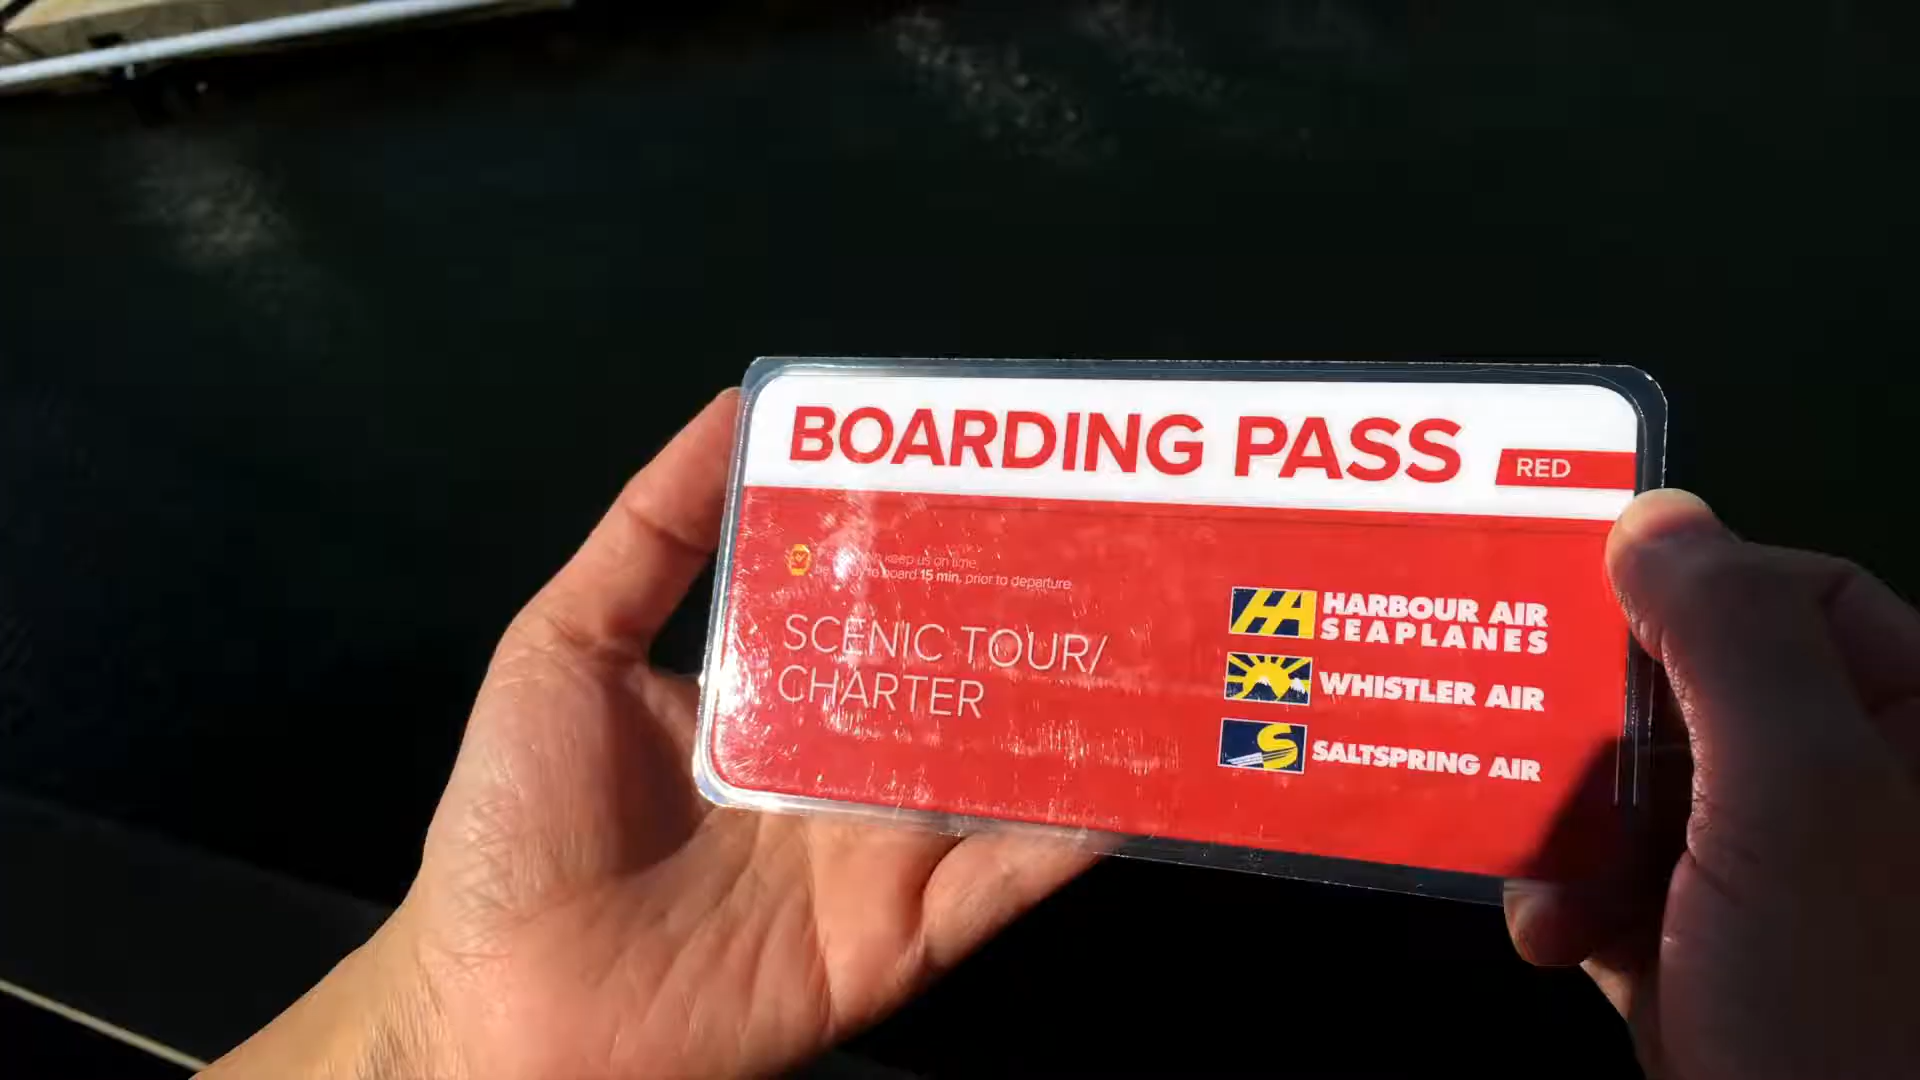 BOARDING PASS
RED
keep us on time,
to board 15 min. prior to departure
SCENIC TOUR/
CHARTER
HA
HARBOUR AIR
SEAPLANES
WHISTLER AIR
S
SALTSPRING AIR